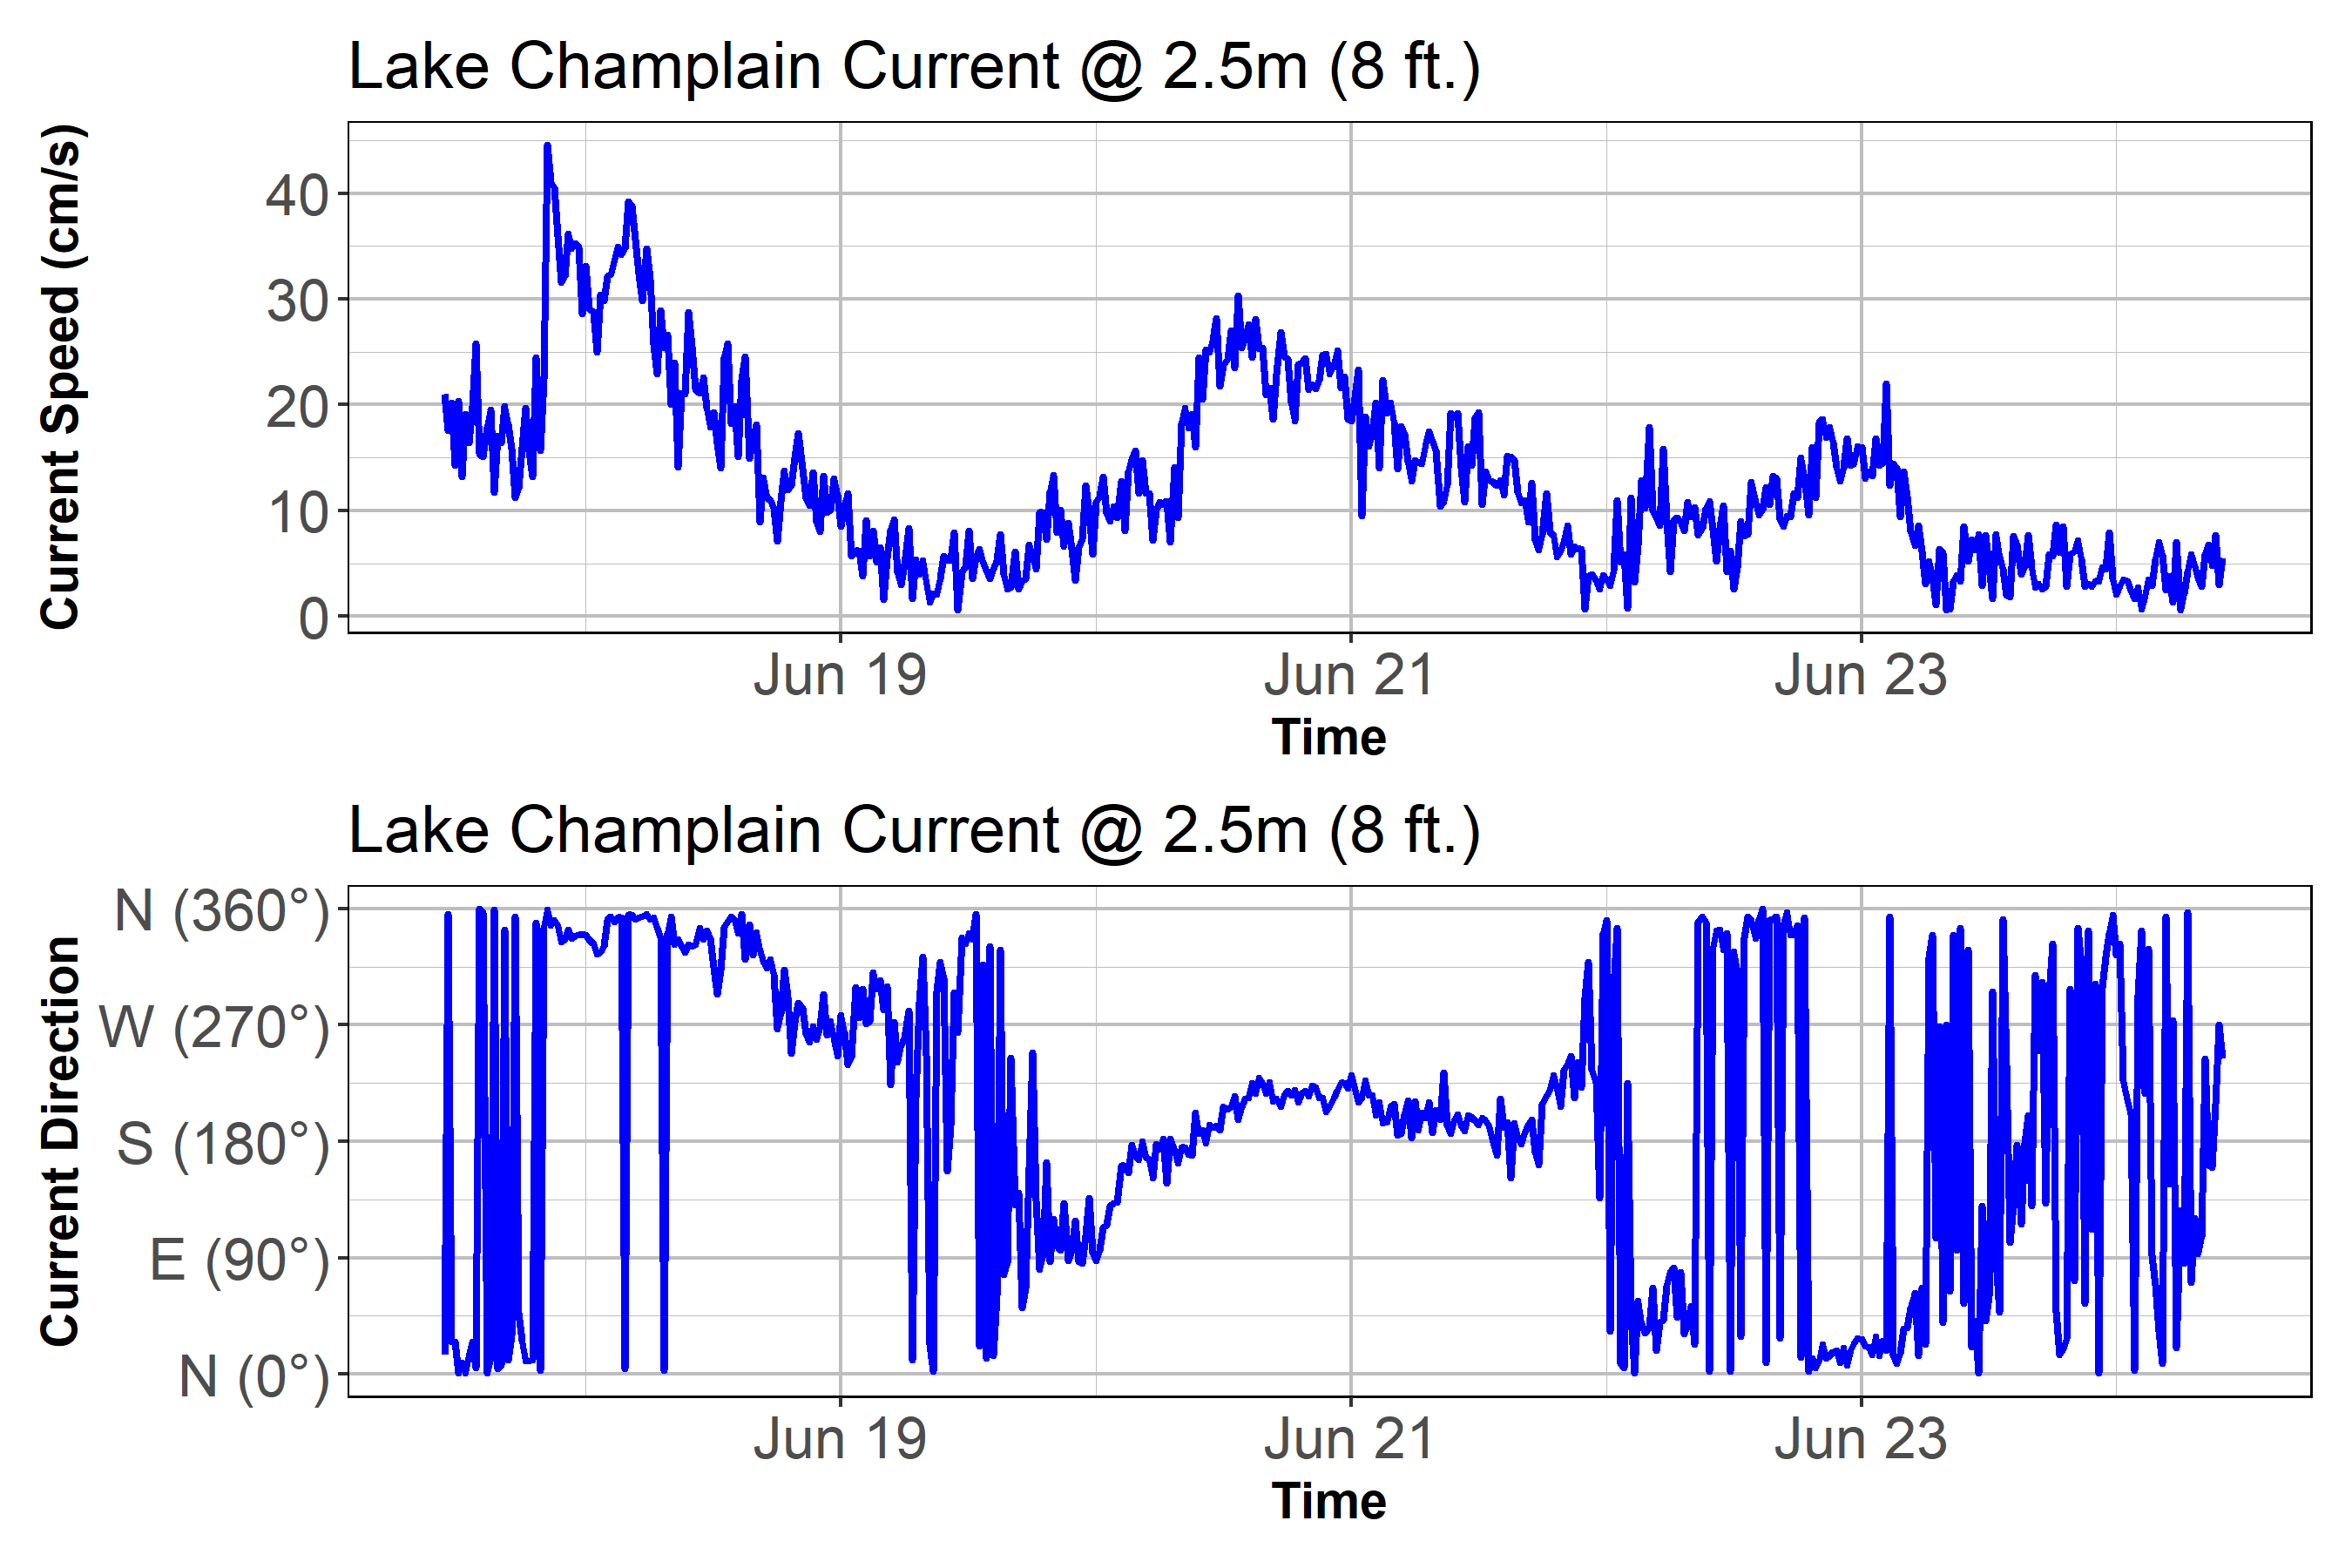 Lake Champlain Current @ 2.5m (8 ft.)
Current Speed (cm/s)
40
30
20
10
0
Jun 19 Jun 21 Jun 23
Time
Lake Champlain Current @ 2.5m (8 ft.)
Current Direction
N (360°)
W (270°)
S (180°)
E (90°)
N (0°)
Jun 19 Jun 21 Jun 23
Time